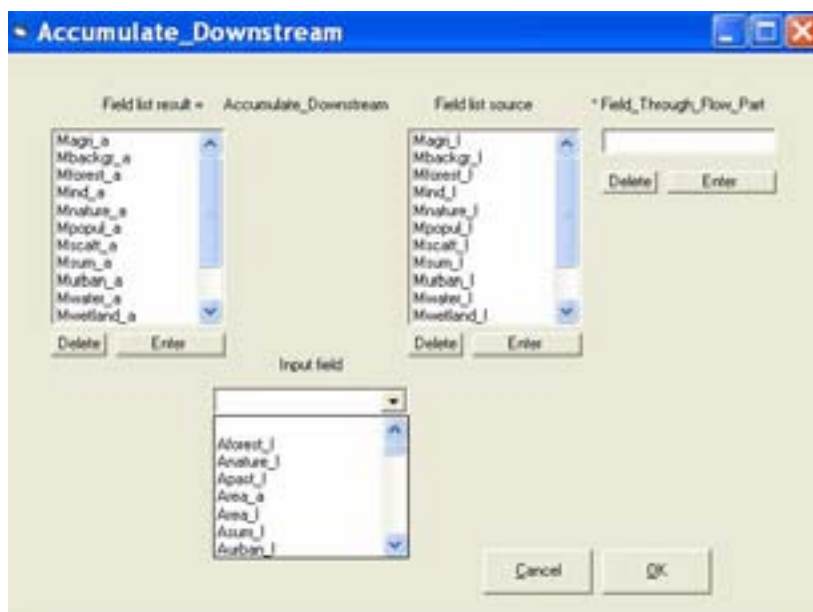 Accumulate_Downstream
Field list result = Accumulate_Downstream Field list source * Field_Through_Flow_Part
Magri_a
Mbackgr_a
Mforest_a
Mind_a
Mnature_a
Mpopul_a
Mscatt_a
Msum_a
Murban_a
Mwater_a
Mwetland_a
Delete Enter
Magri_l
Mbackgr_l
Mforest_l
Mind_l
Mnature_l
Mpopul_l
Mscatt_l
Msum_l
Murban_l
Mwater_l
Mwetland_l
Delete Enter
Delete Enter
Input field
Aforest_l
Anature_l
Apast_l
Area_a
Area_l
Asum_l
Aurban_l
Cancel OK